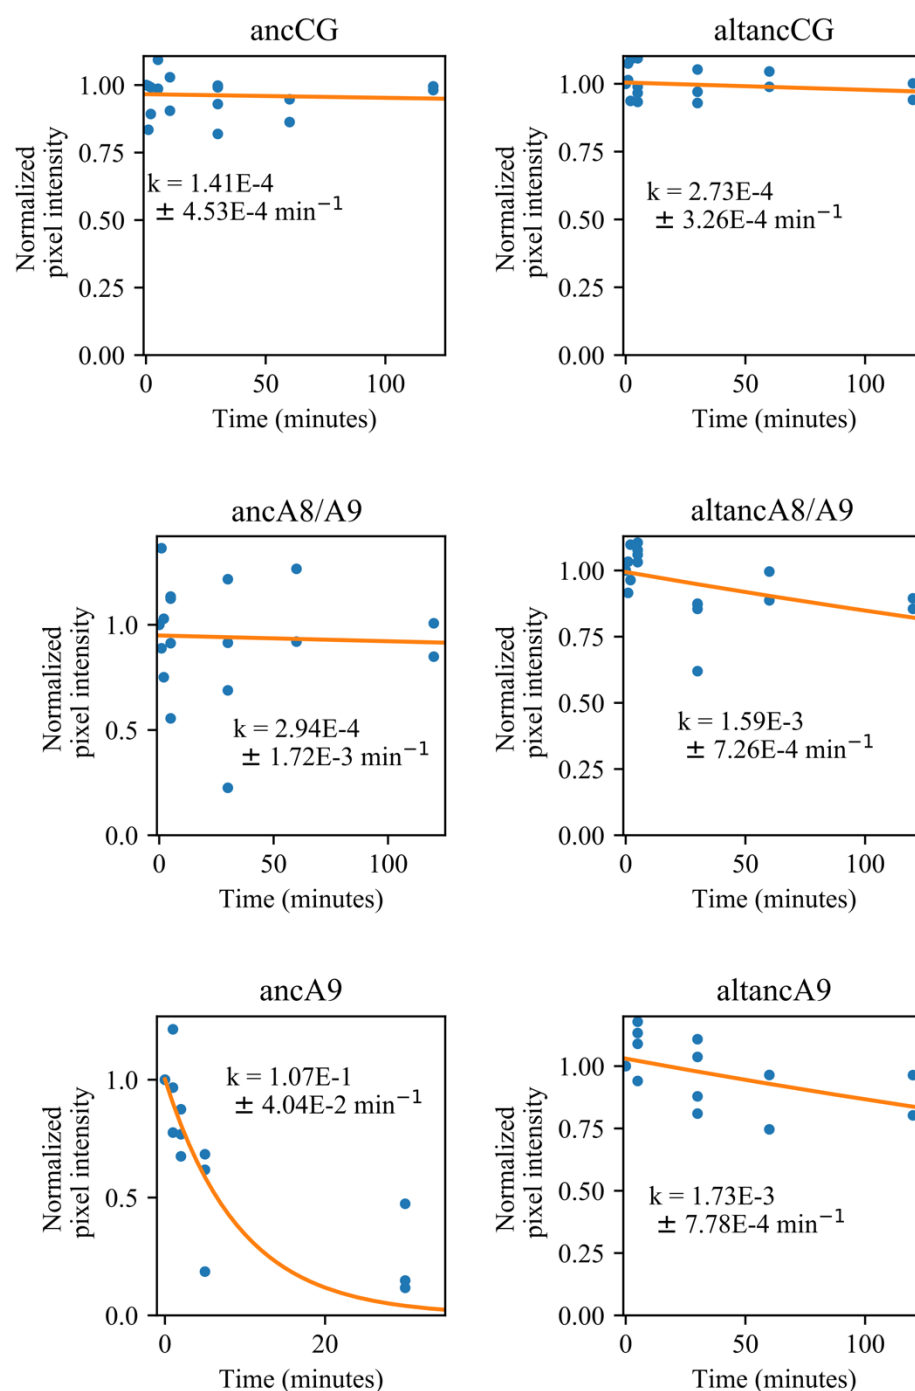 ancCG
Normalized
pixel intensity
1.00
0.75
0.50
0.25
0.00
k = 1.41E-4
± 4.53E-4 min⁻¹
0
50
100
Time (minutes)
altancCG
Normalized
pixel intensity
1.00
0.75
0.50
0.25
0.00
k = 2.73E-4
± 3.26E-4 min⁻¹
0
50
100
Time (minutes)
ancA8/A9
Normalized
pixel intensity
1.0
0.5
0.0
k = 2.94E-4
± 1.72E-3 min⁻¹
0
50
100
Time (minutes)
altancA8/A9
Normalized
pixel intensity
1.00
0.75
0.50
0.25
0.00
k = 1.59E-3
± 7.26E-4 min⁻¹
0
50
100
Time (minutes)
ancA9
Normalized
pixel intensity
1.0
0.5
0.0
k = 1.07E-1
± 4.04E-2 min⁻¹
0
20
Time (minutes)
altancA9
Normalized
pixel intensity
1.00
0.75
0.50
0.25
0.00
k = 1.73E-3
± 7.78E-4 min⁻¹
0
50
100
Time (minutes)